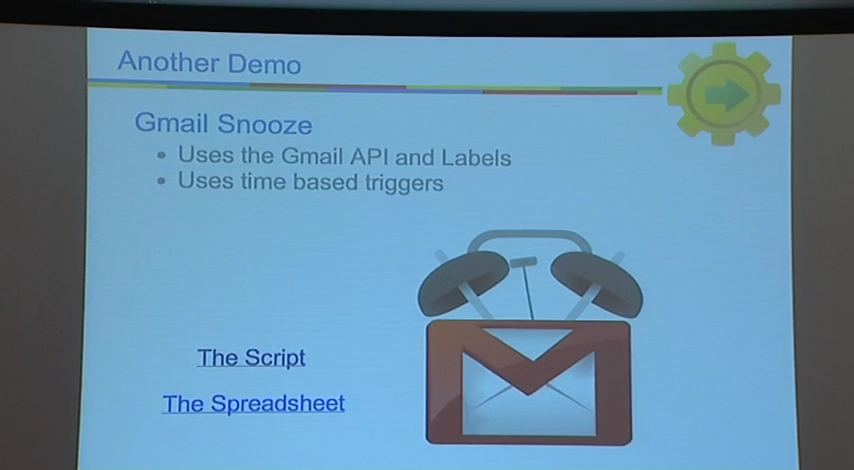 Another Demo
Gmail Snooze
• Uses the Gmail API and Labels
• Uses time based triggers
The Script
The Spreadsheet